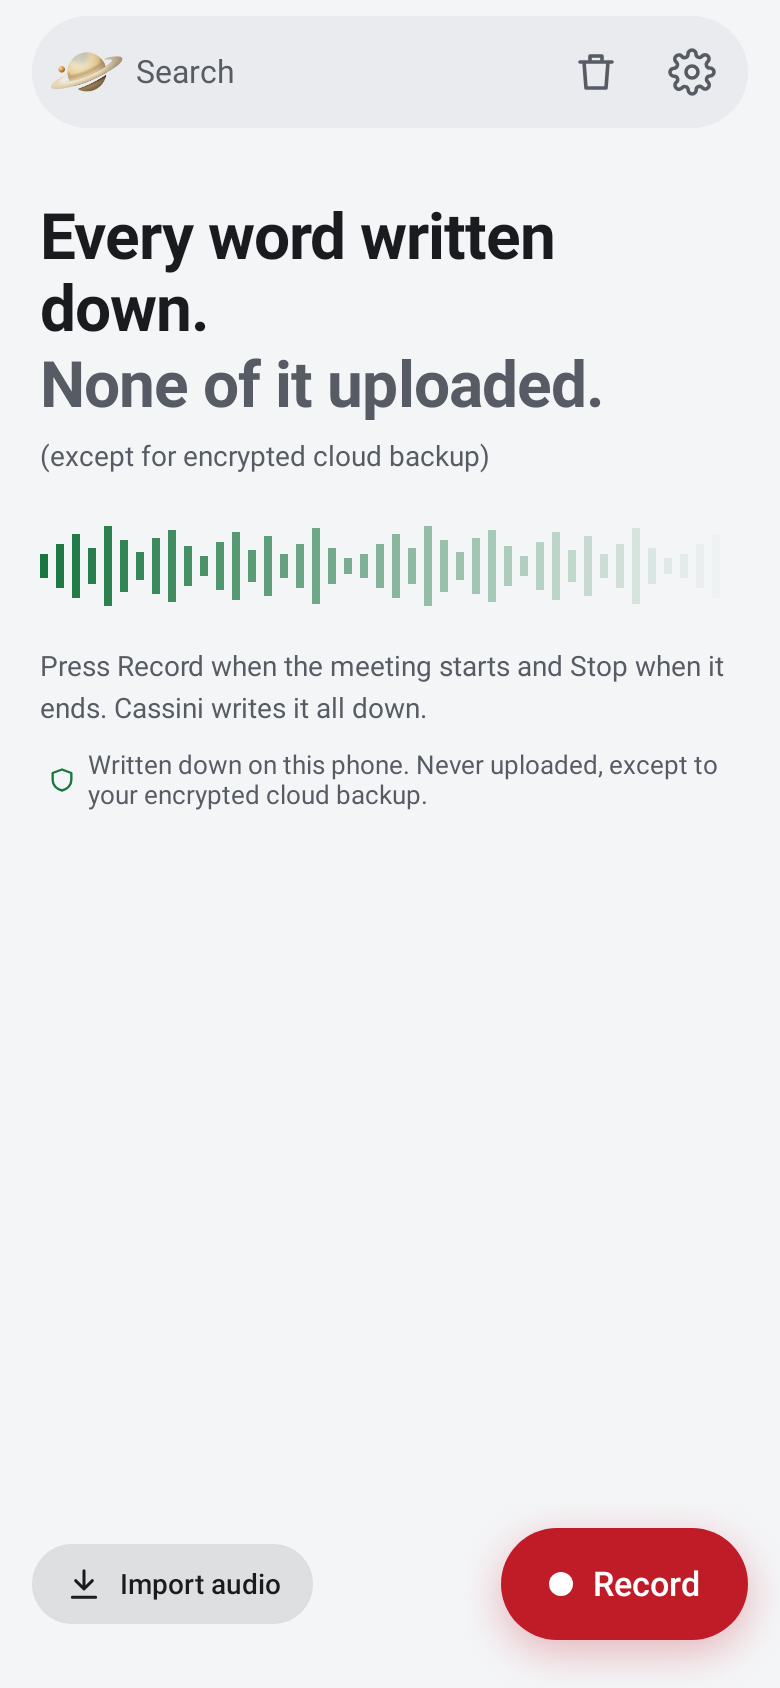 Search
Every word written
down.
None of it uploaded.
(except for encrypted cloud backup)
Press Record when the meeting starts and Stop when it
ends. Cassini writes it all down.
Written down on this phone. Never uploaded, except to
your encrypted cloud backup.
Import audio
Record